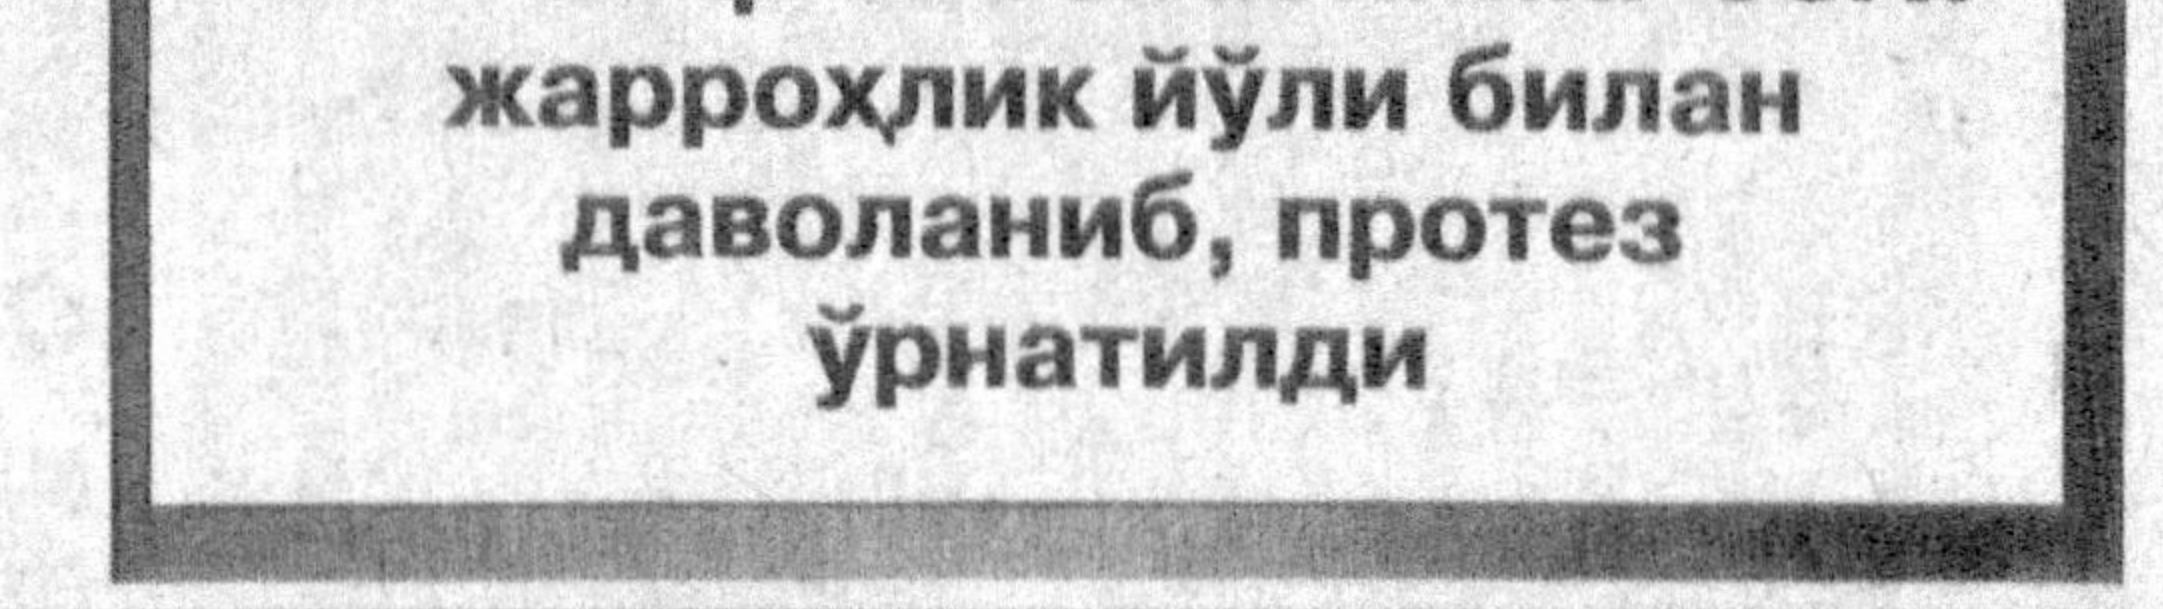 жарроҳлик йўли билан
даволаниб, протез
ўрнатилди